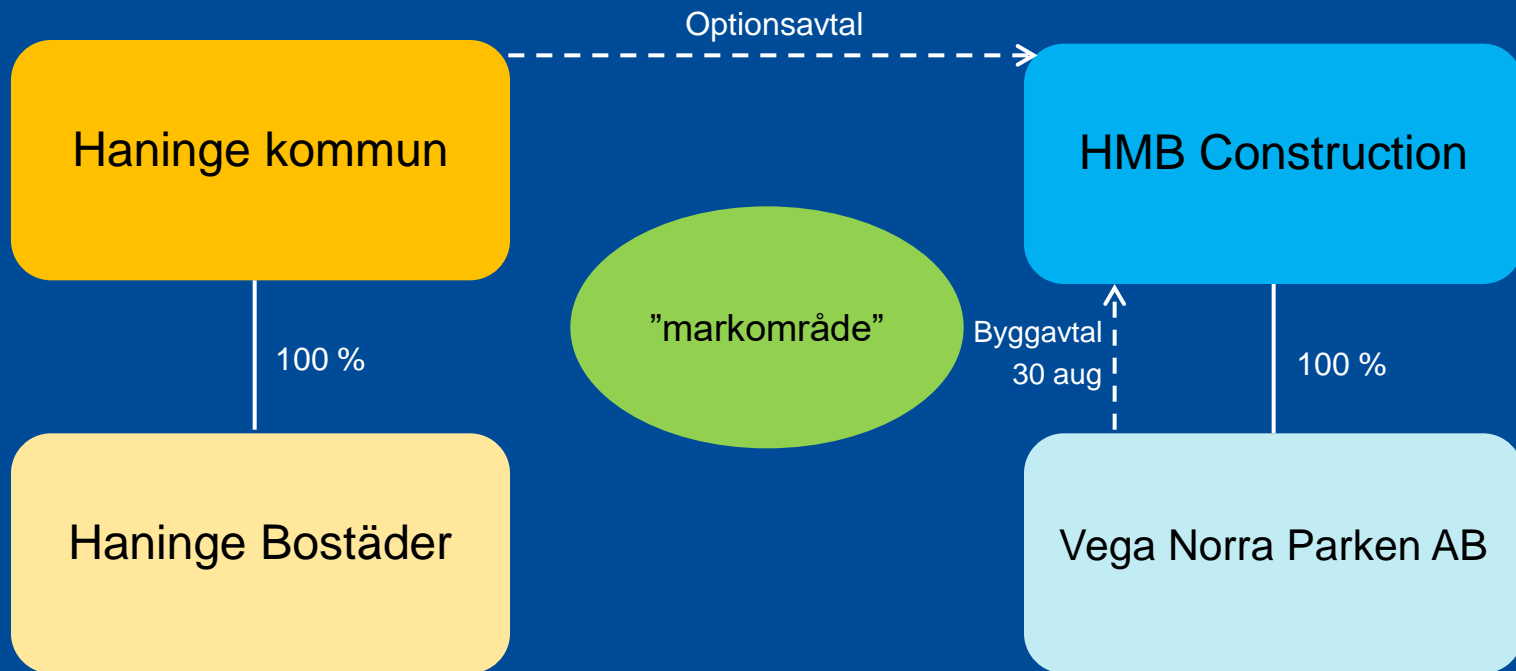 Optionsavtal
Haninge kommun
HMB Construction
”markområde”
Byggavtal
30 aug
100 %
100 %
Haninge Bostäder
Vega Norra Parken AB